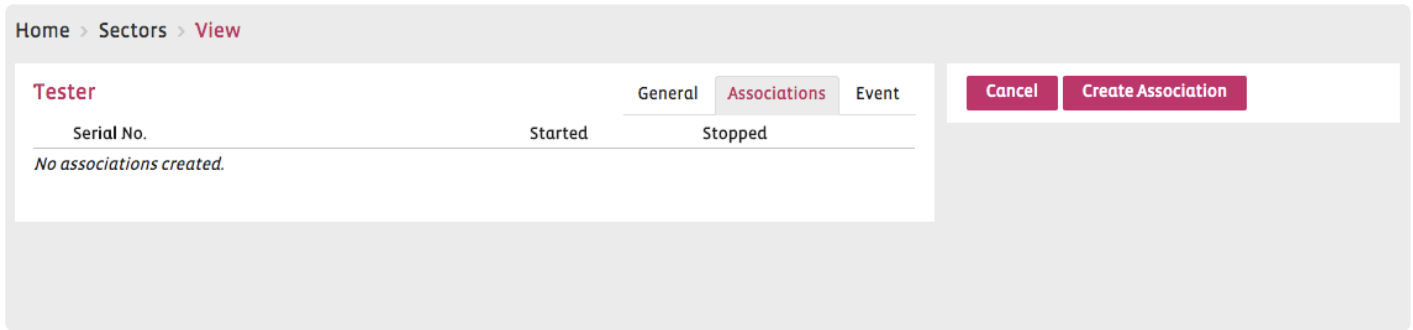 Home > Sectors > View
Tester
General Associations Event
Serial No. Started Stopped
No associations created.
Cancel Create Association